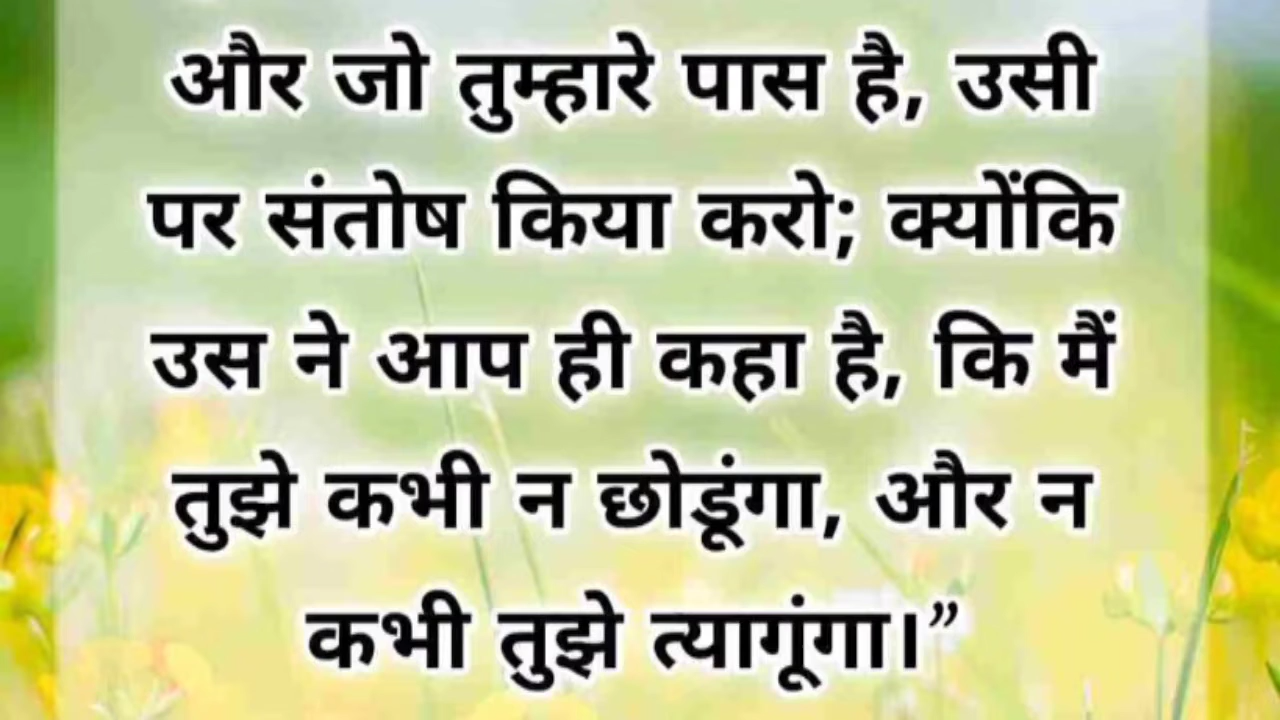 और जो तुम्हारे पास है, उसी
पर संतोष किया करो; क्योंकि
उस ने आप ही कहा है, कि मैं
तुझे कभी न छोडूंगा, और न
कभी तुझे त्यागूंगा।”